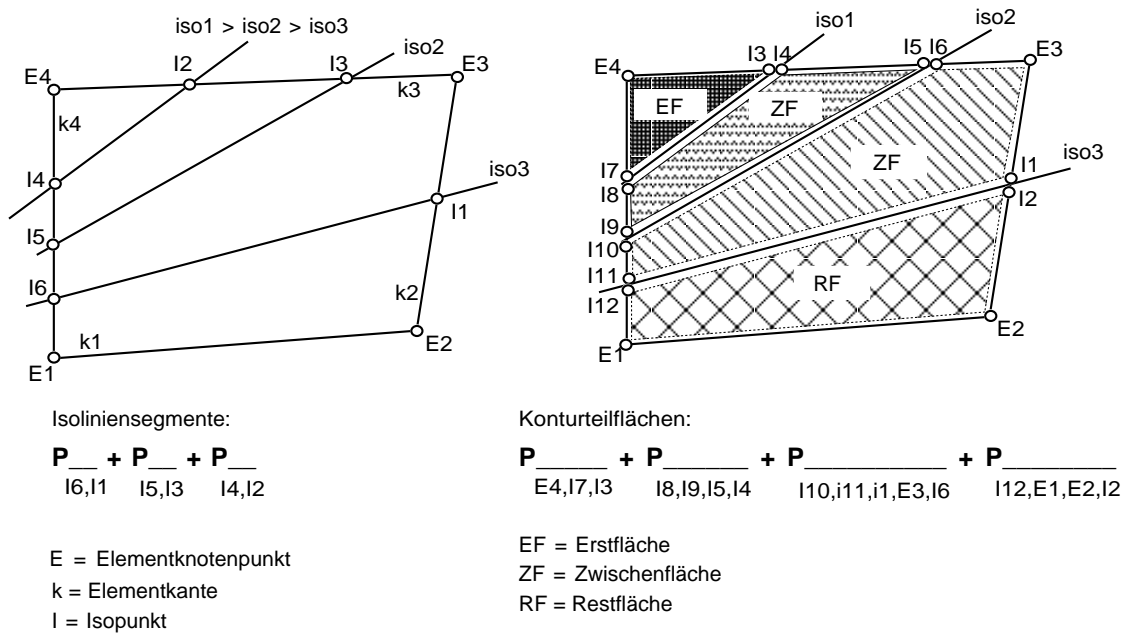 iso1 > iso2 > iso3
E4
I2
I3
iso2
E3
k3
k4
I4
iso3
I1
I5
I6
k2
k1
E2
E1
iso1
iso2
E4
I3 I4
I5 I6
E3
EF
ZF
ZF
iso3
I7
I1
I8
I2
I9
I10
I11
RF
I12
E2
E1
Isoliniensegmente:
P__ + P__ + P__
I6,I1 I5,I3 I4,I2
E = Elementknotenpunkt
k = Elementkante
I = Isopunkt
Konturteilflächen:
P_____ + P______ + P__________ + P________
E4,I7,I3 I8,I9,I5,I4 I10,i11,i1,E3,I6 I12,E1,E2,I2
EF = Erstfläche
ZF = Zwischenfläche
RF = Restfläche